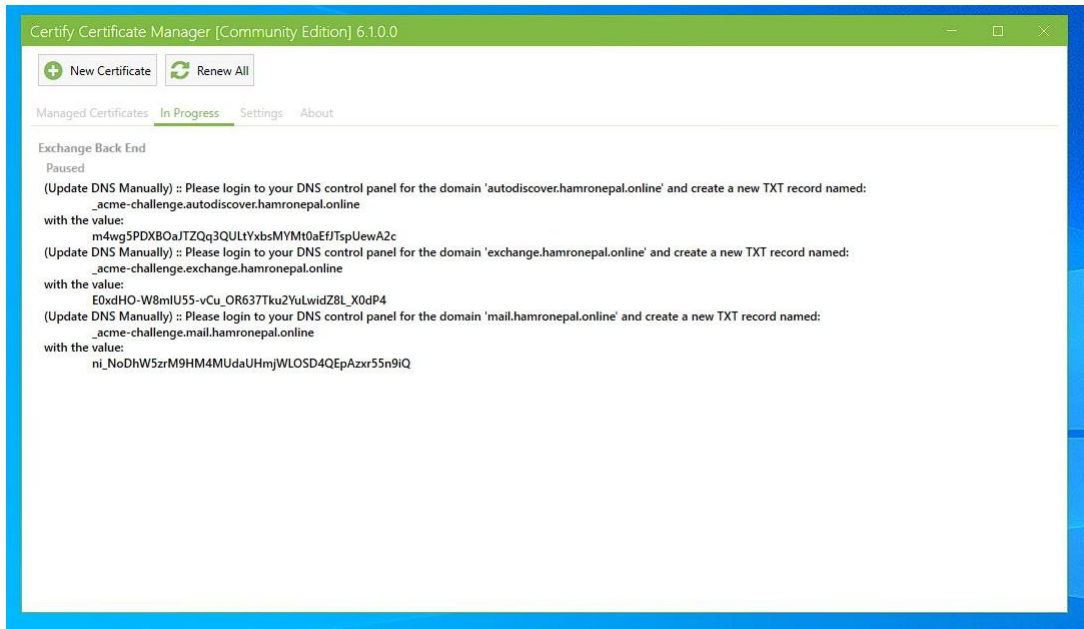 Certify Certificate Manager [Community Edition] 6.1.0.0
New Certificate Renew All
Managed Certificates In Progress Settings About
Exchange Back End
Paused
(Update DNS Manually) :: Please login to your DNS control panel for the domain 'autodiscover.hamronepal.online' and create a new TXT record named:
_acme-challenge.autodiscover.hamronepal.online
with the value:
m4wg5PDXBOaJTZQq3QULtYxbsMYMt0aEfJTspUewA2c
(Update DNS Manually) :: Please login to your DNS control panel for the domain 'exchange.hamronepal.online' and create a new TXT record named:
_acme-challenge.exchange.hamronepal.online
with the value:
E0xdHO-W8mIU55-vCu_OR637Tku2YuLwidZ8L_X0dP4
(Update DNS Manually) :: Please login to your DNS control panel for the domain 'mail.hamronepal.online' and create a new TXT record named:
_acme-challenge.mail.hamronepal.online
with the value:
ni_NoDhW5zrM9HM4MUdaUHmjWLOSD4QEpAzxr55n9iQ